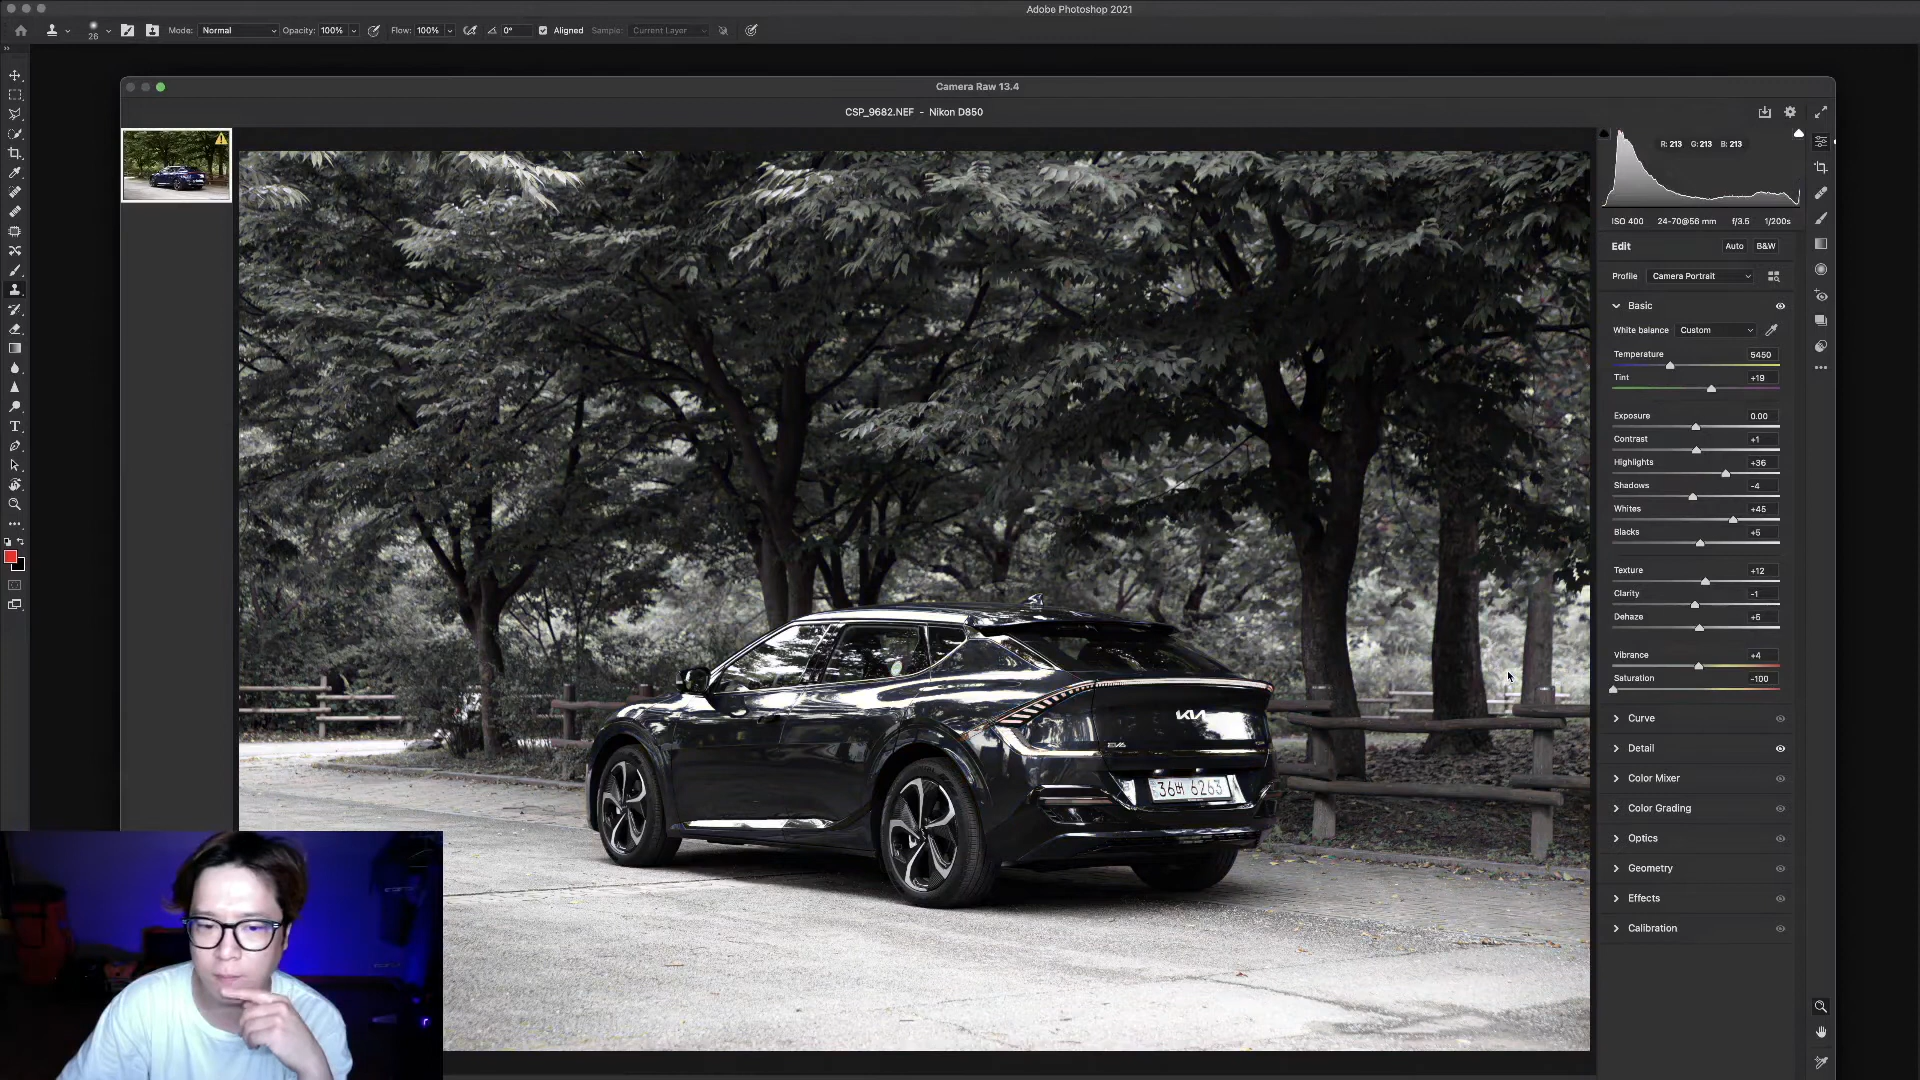 Adobe Photoshop 2021
26 Mode: Normal Opacity: 100% Flow: 100% 0° Aligned Sample: Current Layer
Camera Raw 13.4
CSP_9682.NEF - Nikon D850
R: 213 G: 213 B: 213
ISO 400 24-70@56 mm f/3.5 1/200s
Edit Auto B&W
Profile Camera Portrait
Basic
White balance Custom
Temperature 5450
Tint +19
Exposure 0.00
Contrast +1
Highlights +36
Shadows -4
Whites +45
Blacks +5
Texture +12
Clarity -1
Dehaze +5
Vibrance +4
Saturation -100
Curve
Detail
Color Mixer
Color Grading
Optics
Geometry
Effects
Calibration
KIA
EV6
36버 6263